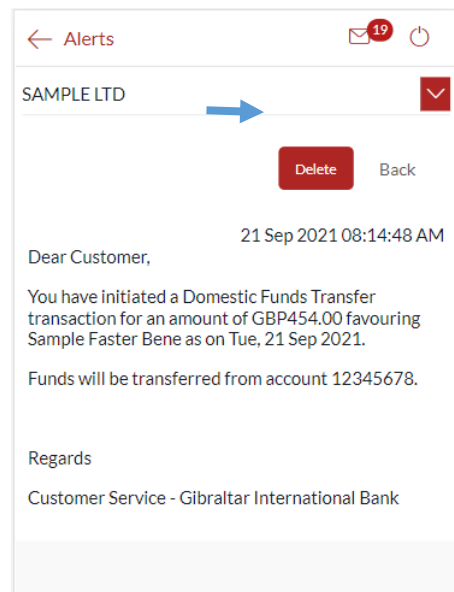 Alerts
19
SAMPLE LTD
Delete
Back
21 Sep 2021 08:14:48 AM
Dear Customer,
You have initiated a Domestic Funds Transfer
transaction for an amount of GBP454.00 favouring
Sample Faster Bene as on Tue, 21 Sep 2021.
Funds will be transferred from account 12345678.
Regards
Customer Service - Gibraltar International Bank